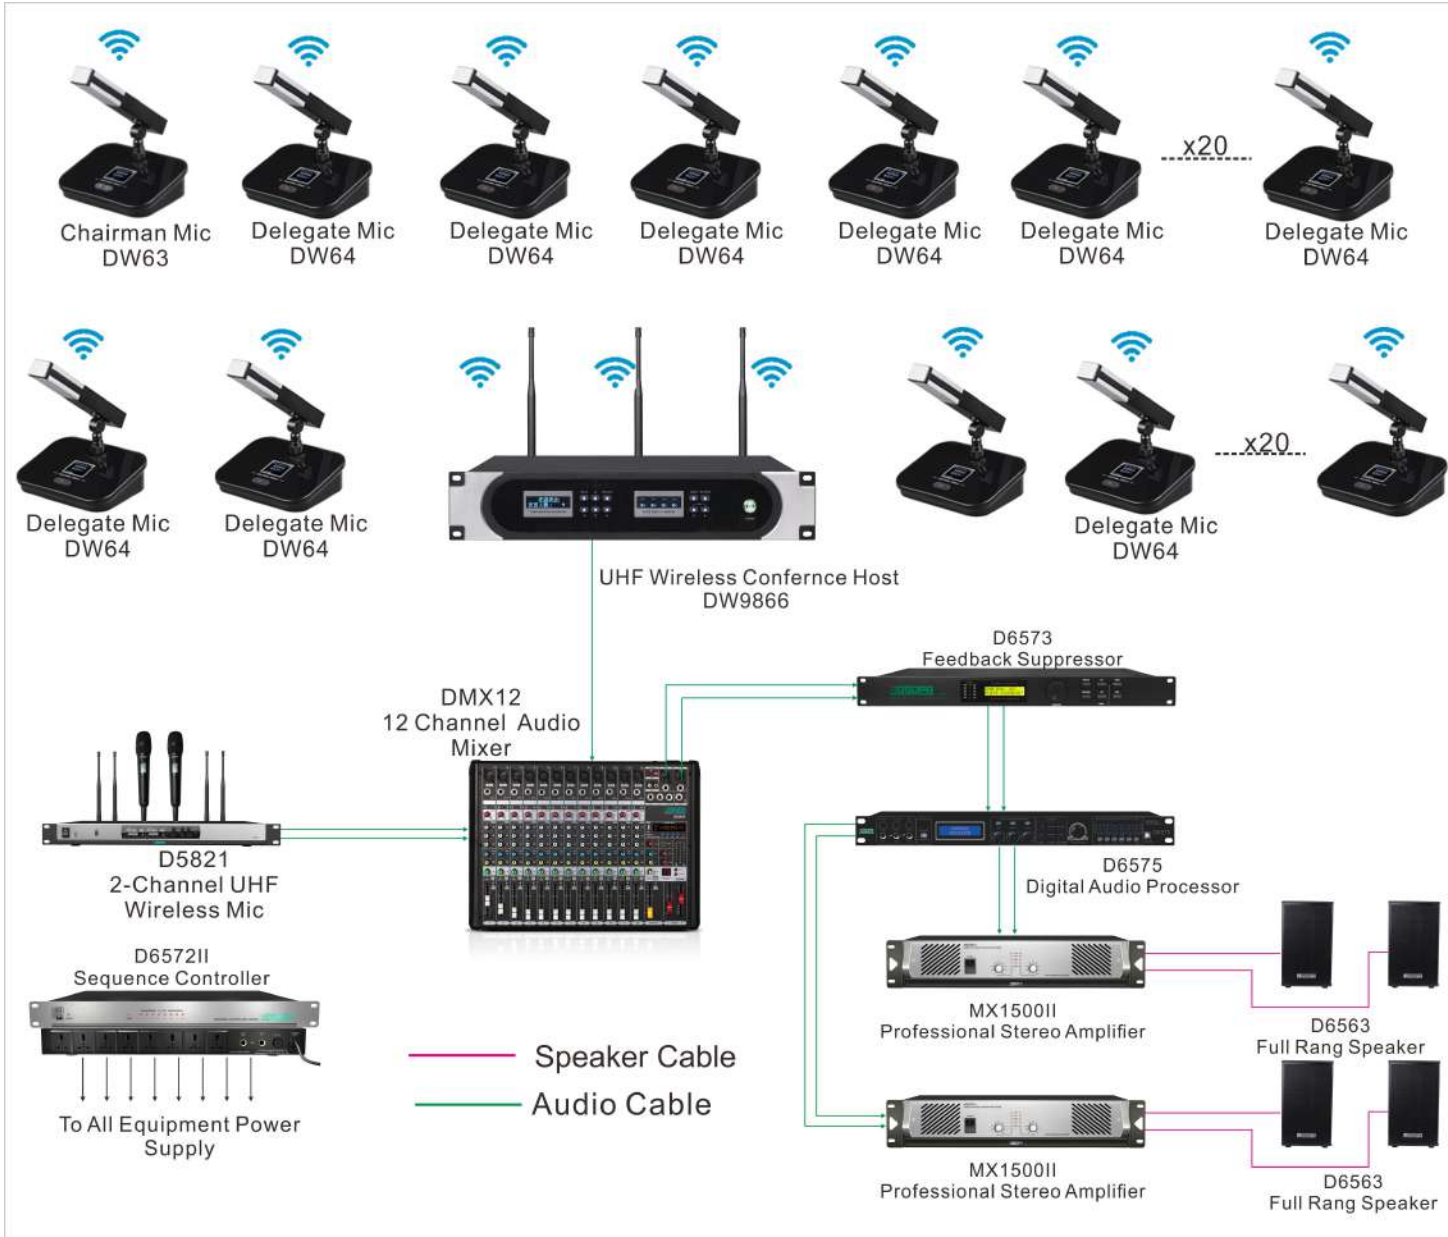 x20
Chairman Mic
DW63
Delegate Mic
DW64
Delegate Mic
DW64
Delegate Mic
DW64
Delegate Mic
DW64
Delegate Mic
DW64
Delegate Mic
DW64
x20
Delegate Mic
DW64
Delegate Mic
DW64
Delegate Mic
DW64
UHF Wireless Confernce Host
DW9866
D6573
Feedback Suppressor
DMX12
12 Channel Audio
Mixer
D5821
2-Channel UHF
Wireless Mic
D6575
Digital Audio Processor
D6572II
Sequence Controller
MX1500II
Professional Stereo Amplifier
D6563
Full Rang Speaker
Speaker Cable
Audio Cable
To All Equipment Power
Supply
MX1500II
Professional Stereo Amplifier
D6563
Full Rang Speaker